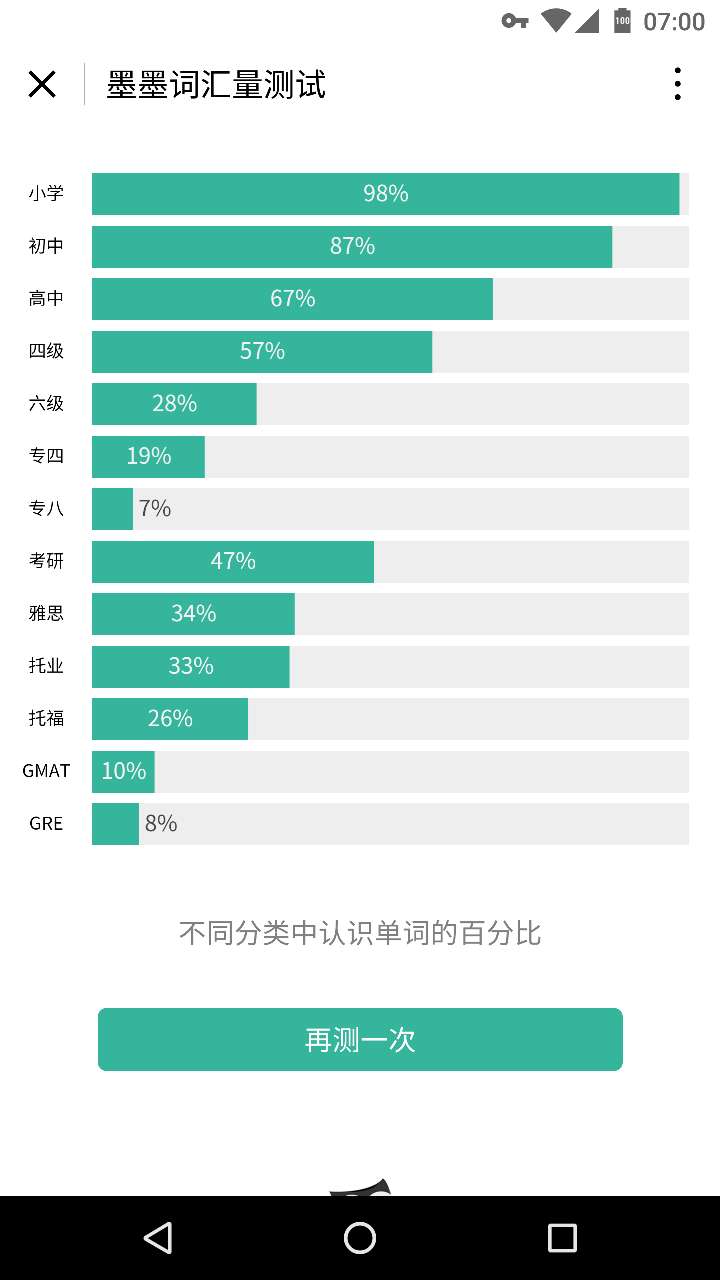 100 07:00
墨墨词汇量测试
小学 98%
初中 87%
高中 67%
四级 57%
六级 28%
专四 19%
专八 7%
考研 47%
雅思 34%
托业 33%
托福 26%
GMAT 10%
GRE 8%
不同分类中认识单词的百分比
再测一次